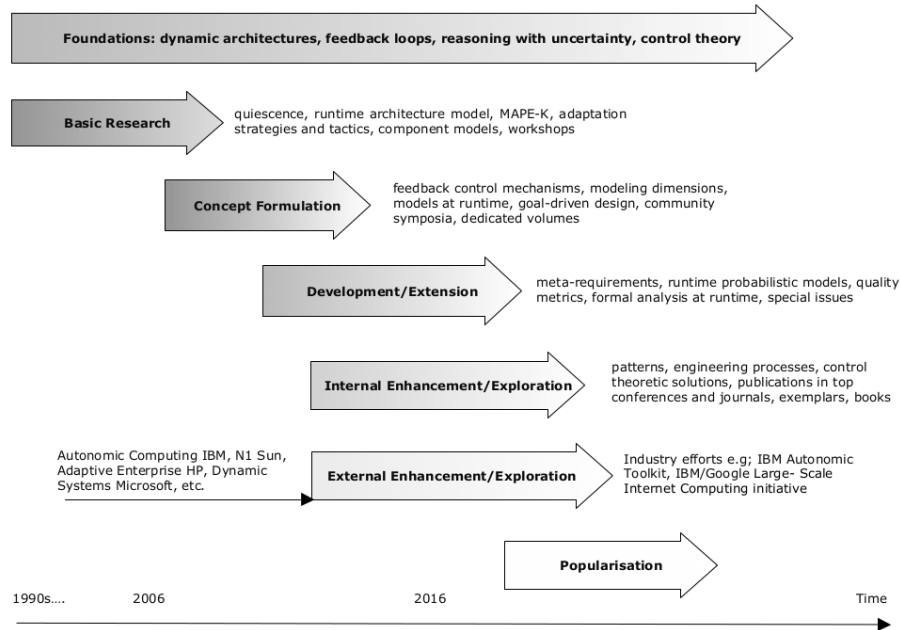 Foundations: dynamic architectures, feedback loops, reasoning with uncertainty, control theory
Basic Research
quiescence, runtime architecture model, MAPE-K, adaptation
strategies and tactics, component models, workshops
Concept Formulation
feedback control mechanisms, modeling dimensions,
models at runtime, goal-driven design, community
symposia, dedicated volumes
Development/Extension
meta-requirements, runtime probabilistic models, quality
metrics, formal analysis at runtime, special issues
Internal Enhancement/Exploration
patterns, engineering processes, control
theoretic solutions, publications in top
conferences and journals, exemplars, books
Autonomic Computing IBM, N1 Sun,
Adaptive Enterprise HP, Dynamic
Systems Microsoft, etc.
External Enhancement/Exploration
Industry efforts e.g; IBM Autonomic
Toolkit, IBM/Google Large- Scale
Internet Computing initiative
Popularisation
1990s.... 2006 2016 Time